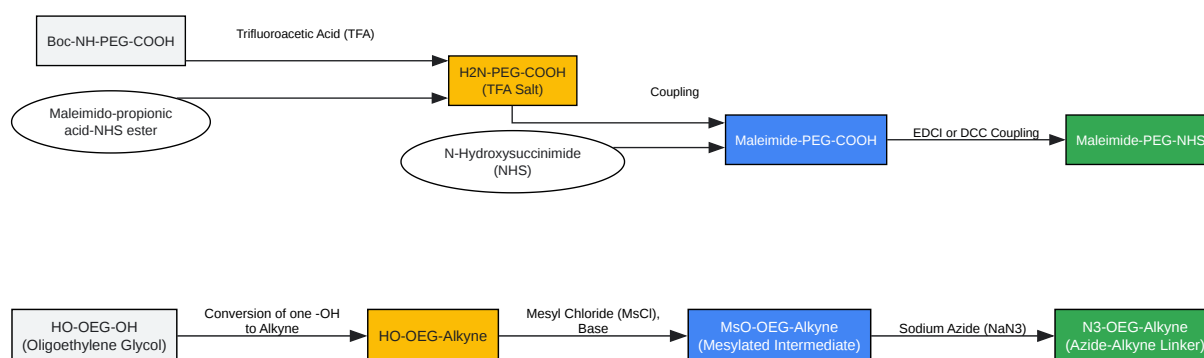 Boc-NH-PEG-COOH
Trifluoroacetic Acid (TFA)
H2N-PEG-COOH
(TFA Salt)
Maleimido-propionic
acid-NHS ester
Coupling
N-Hydroxysuccinimide
(NHS)
Maleimide-PEG-COOH
EDCI or DCC Coupling
Maleimide-PEG-NHS
HO-OEG-OH
(Oligoethylene Glycol)
Conversion of one -OH
to Alkyne
HO-OEG-Alkyne
Mesyl Chloride (MsCl),
Base
MsO-OEG-Alkyne
(Mesylated Intermediate)
Sodium Azide (NaN3)
N3-OEG-Alkyne
(Azide-Alkyne Linker)